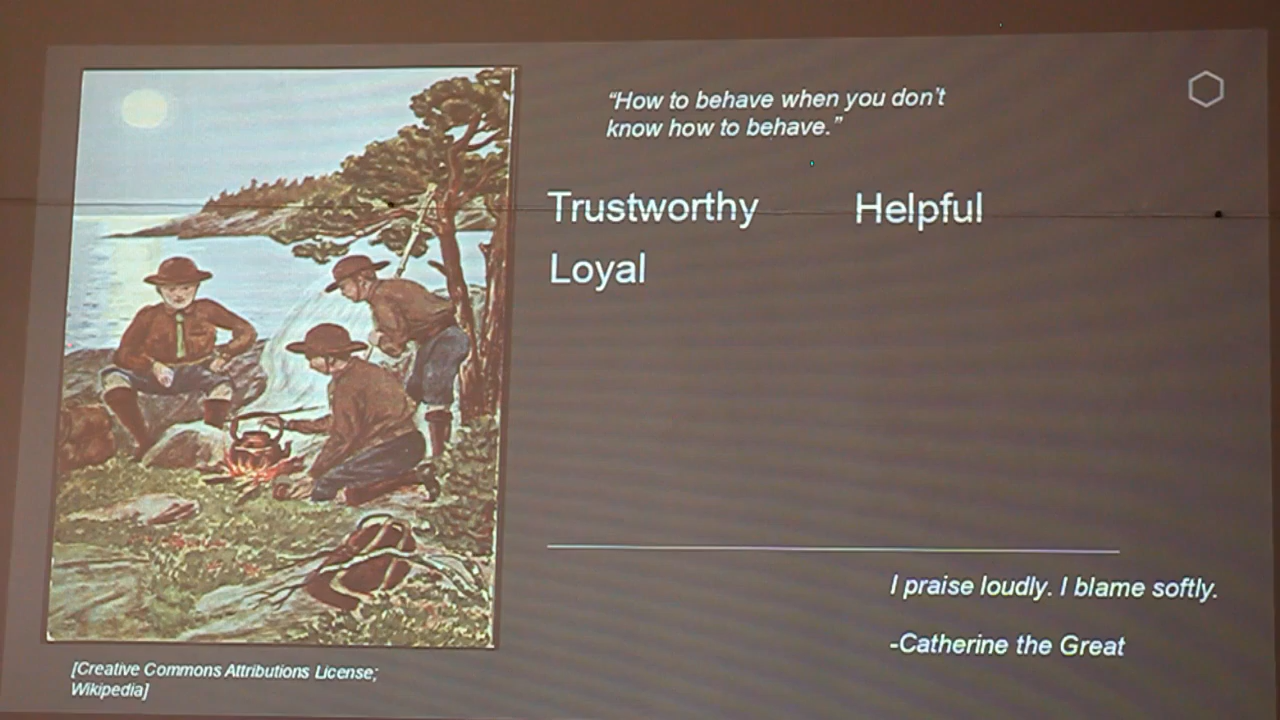 “How to behave when you don’t
know how to behave.”
Trustworthy Helpful
Loyal
I praise loudly. I blame softly.
-Catherine the Great
[Creative Commons Attributions License;
Wikipedia]